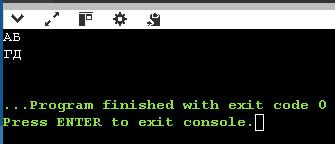 АБ
ГД
...Program finished with exit code 0
Press ENTER to exit console.